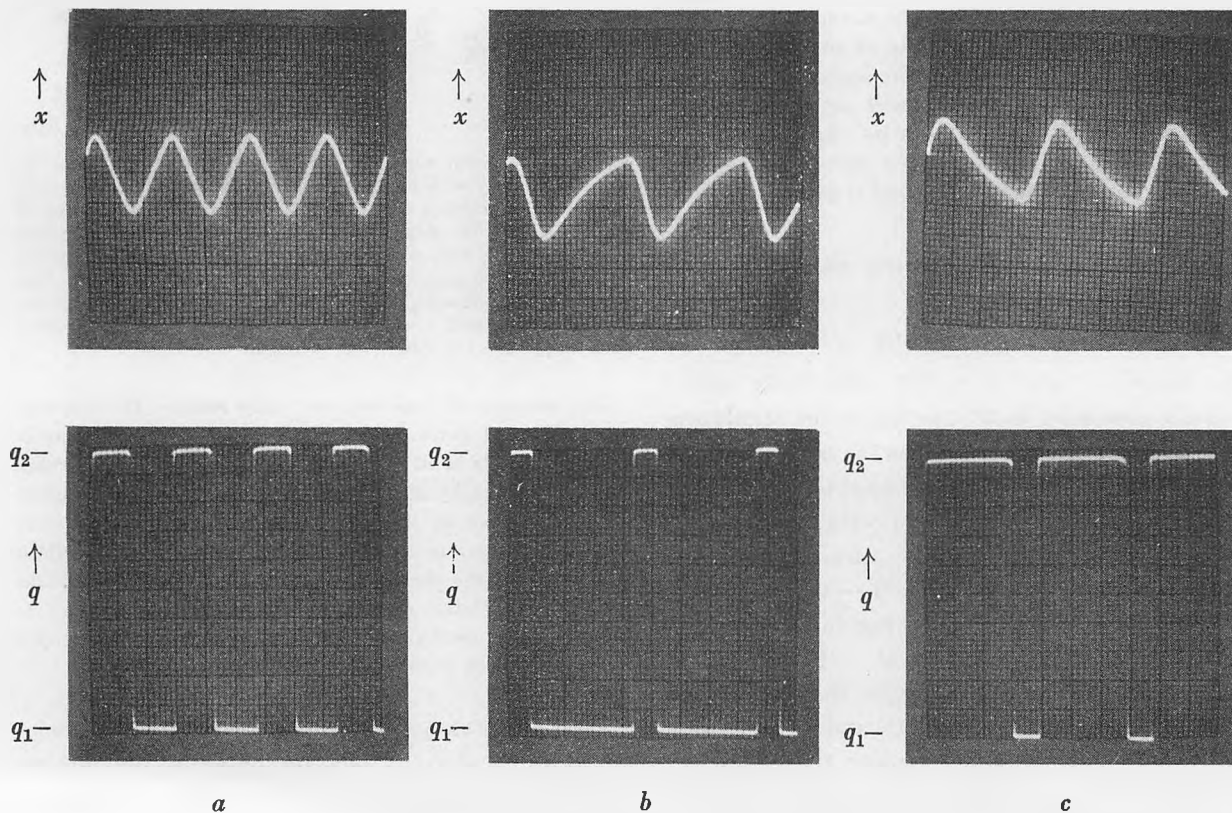 ↑ ↑ ↑
x x x
q₂— q₂— q₂—
↑ ↑ ↑
q q q
q₁— q₁— q₁—
a b c